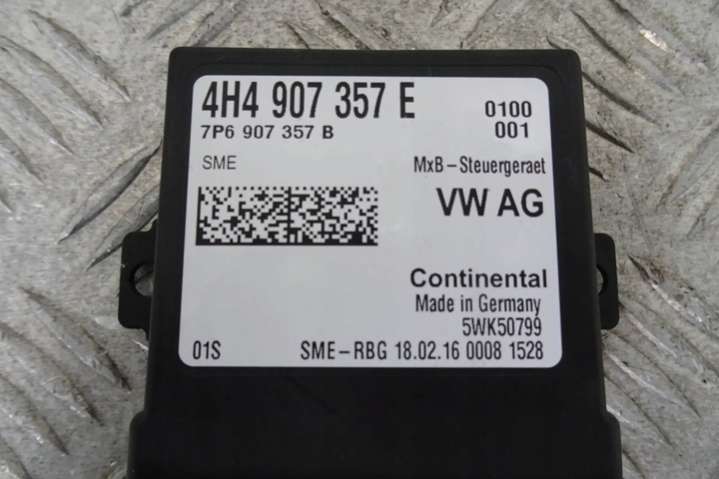 4H4 907 357 E 0100
7P6 907 357 B 001
SME MxB-Steuergeraet
VW AG
Continental
Made in Germany
5WK50799
01S SME-RBG 18.02.16 0008 1528